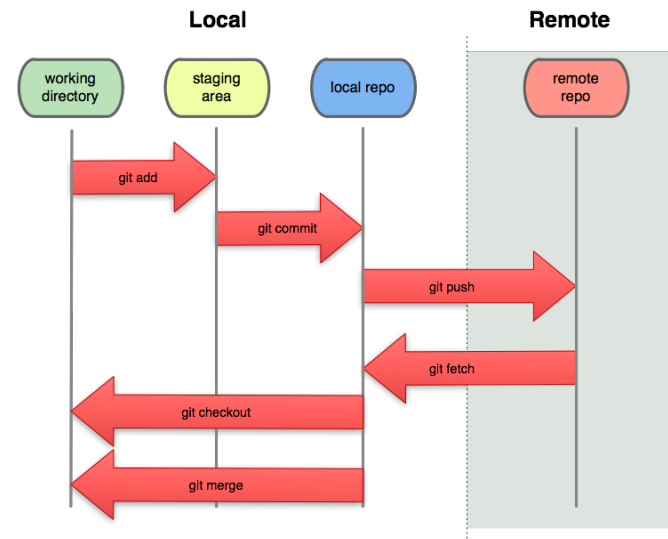 Local
Remote
working
directory
staging
area
local repo
remote
repo
git add
git commit
git push
git fetch
git checkout
git merge